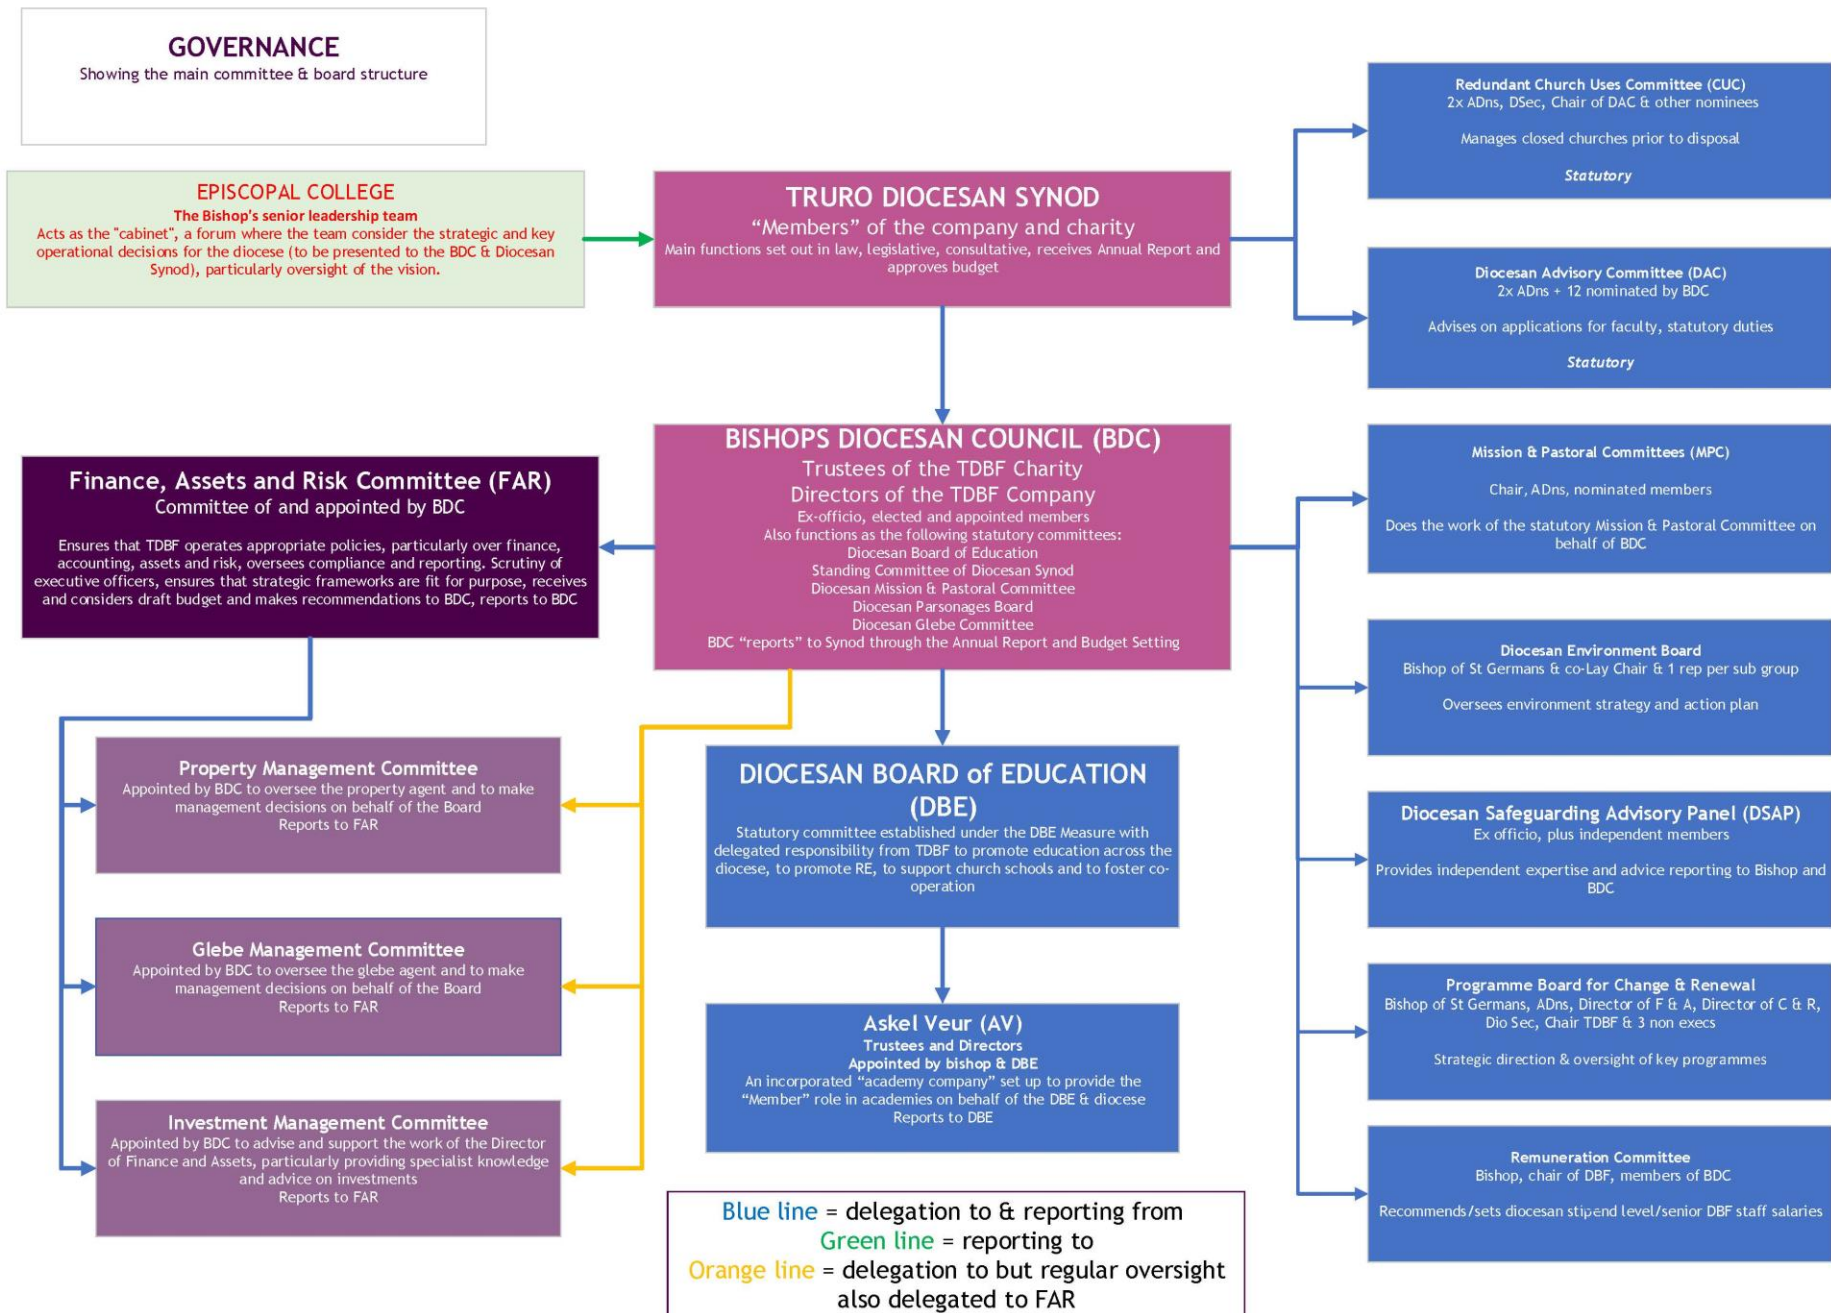 GOVERNANCE
Showing the main committee & board structure
EPISCOPAL COLLEGE
The Bishop's senior leadership team
Acts as the "cabinet", a forum where the team consider the strategic and key
operational decisions for the diocese (to be presented to the BDC & Diocesan
Synod), particularly oversight of the vision.
TRURO DIOCESAN SYNOD
“Members” of the company and charity
Main functions set out in law, legislative, consultative, receives Annual Report and
approves budget
Redundant Church Uses Committee (CUC)
2x ADns, DSec, Chair of DAC & other nominees
Manages closed churches prior to disposal
Statutory
Diocesan Advisory Committee (DAC)
2x ADns + 12 nominated by BDC
Advises on applications for faculty, statutory duties
Statutory
Finance, Assets and Risk Committee (FAR)
Committee of and appointed by BDC
Ensures that TDBF operates appropriate policies, particularly over finance,
accounting, assets and risk, oversees compliance and reporting. Scrutiny of
executive officers, ensures that strategic frameworks are fit for purpose, receives
and considers draft budget and makes recommendations to BDC, reports to BDC
BISHOPS DIOCESAN COUNCIL (BDC)
Trustees of the TDBF Charity
Directors of the TDBF Company
Ex-officio, elected and appointed members
Also functions as the following statutory committees:
Diocesan Board of Education
Standing Committee of Diocesan Synod
Diocesan Mission & Pastoral Committee
Diocesan Parsonages Board
Diocesan Glebe Committee
BDC “reports” to Synod through the Annual Report and Budget Setting
Mission & Pastoral Committees (MPC)
Chair, ADns, nominated members
Does the work of the statutory Mission & Pastoral Committee on
behalf of BDC
Diocesan Environment Board
Bishop of St Germans & co-Lay Chair & 1 rep per sub group
Oversees environment strategy and action plan
Property Management Committee
Appointed by BDC to oversee the property agent and to make
management decisions on behalf of the Board
Reports to FAR
Glebe Management Committee
Appointed by BDC to oversee the glebe agent and to make
management decisions on behalf of the Board
Reports to FAR
Investment Management Committee
Appointed by BDC to advise and support the work of the Director
of Finance and Assets, particularly providing specialist knowledge
and advice on investments
Reports to FAR
DIOCESAN BOARD of EDUCATION
(DBE)
Statutory committee established under the DBE Measure with
delegated responsibility from TDBF to promote education across the
diocese, to promote RE, to support church schools and to foster co-
operation
Askel Veur (AV)
Trustees and Directors
Appointed by bishop & DBE
An incorporated “academy company” set up to provide the
“Member” role in academies on behalf of the DBE & diocese
Reports to DBE
Diocesan Safeguarding Advisory Panel (DSAP)
Ex officio, plus independent members
Provides independent expertise and advice reporting to Bishop and
BDC
Programme Board for Change & Renewal
Bishop of St Germans, ADns, Director of F & A, Director of C & R,
Dio Sec, Chair TDBF & 3 non execs
Strategic direction & oversight of key programmes
Remuneration Committee
Bishop, chair of DBF, members of BDC
Recommends/sets diocesan stipend level/senior DBF staff salaries
Blue line = delegation to & reporting from
Green line = reporting to
Orange line = delegation to but regular oversight
also delegated to FAR